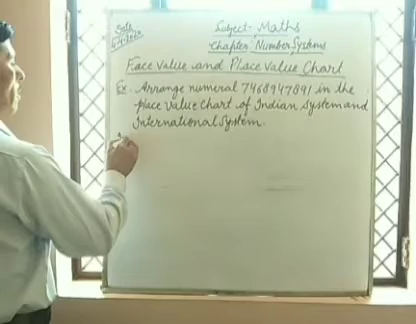 Date
Subject- Maths
Chapter: Number Systems
Face value and Place Value Chart
Ex. Arrange numeral 7468947891 in the
place value chart of Indian System and
International System.